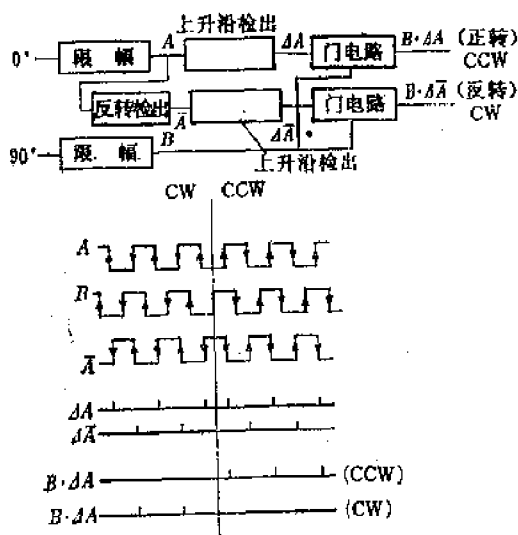 上升沿检出
0° 限幅 A ΔA 门电路 B·ΔA (正转)
CCW
反转检出 Ā 门电路 B·ΔĀ (反转)
CW
90° 限幅 B ΔĀ
上升沿检出
CW CCW
A
B
Ā
ΔA
ΔĀ
B·ΔA (CCW)
B·ΔA (CW)